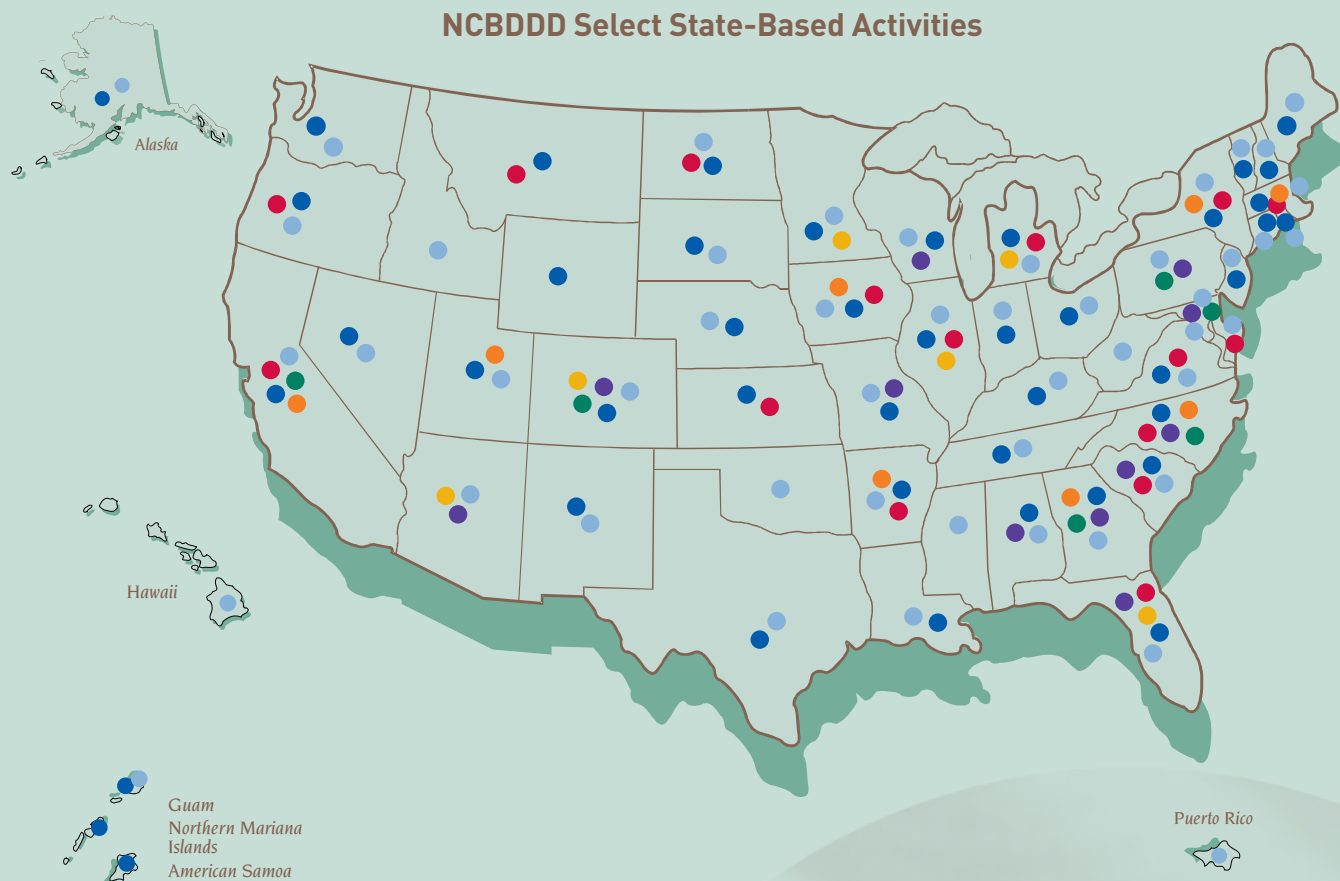 NCBDDD Select State-Based Activities
Alaska
Hawaii
Guam
Northern Mariana
Islands
American Samoa
Puerto Rico